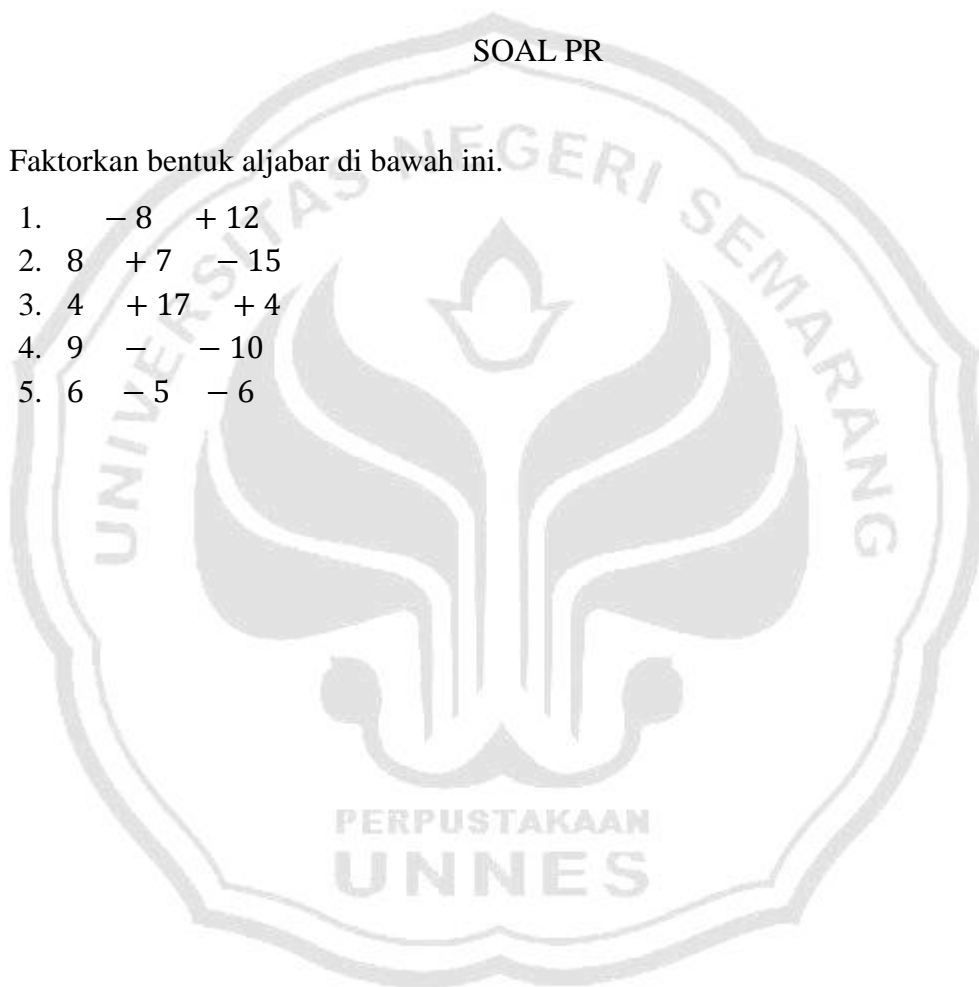 SOAL PR
Faktorkan bentuk aljabar di bawah ini.
1. − 8 + 12
2. 8 + 7 − 15
3. 4 + 17 + 4
4. 9 − − 10
5. 6 − 5 − 6
UNIVERSITAS NEGERI SEMARANG
PERPUSTAKAAN
UNNES